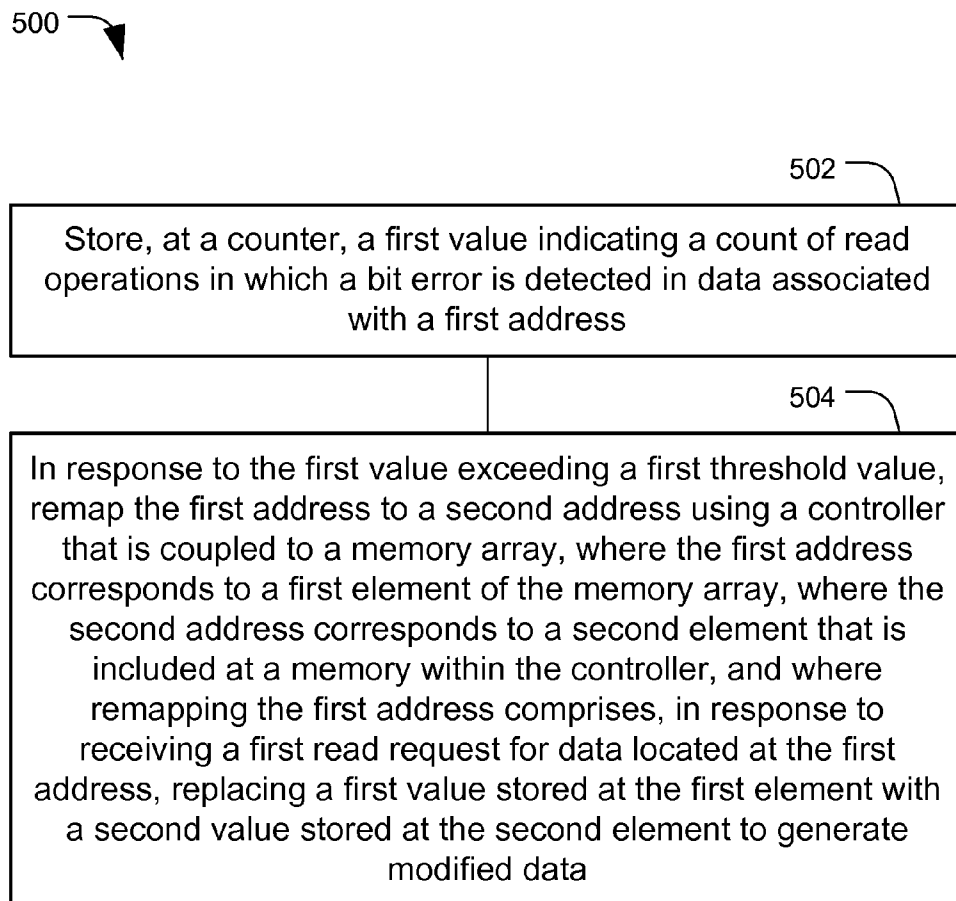 500
502
Store, at a counter, a first value indicating a count of read
operations in which a bit error is detected in data associated
with a first address
504
In response to the first value exceeding a first threshold value,
remap the first address to a second address using a controller
that is coupled to a memory array, where the first address
corresponds to a first element of the memory array, where the
second address corresponds to a second element that is
included at a memory within the controller, and where
remapping the first address comprises, in response to
receiving a first read request for data located at the first
address, replacing a first value stored at the first element with
a second value stored at the second element to generate
modified data